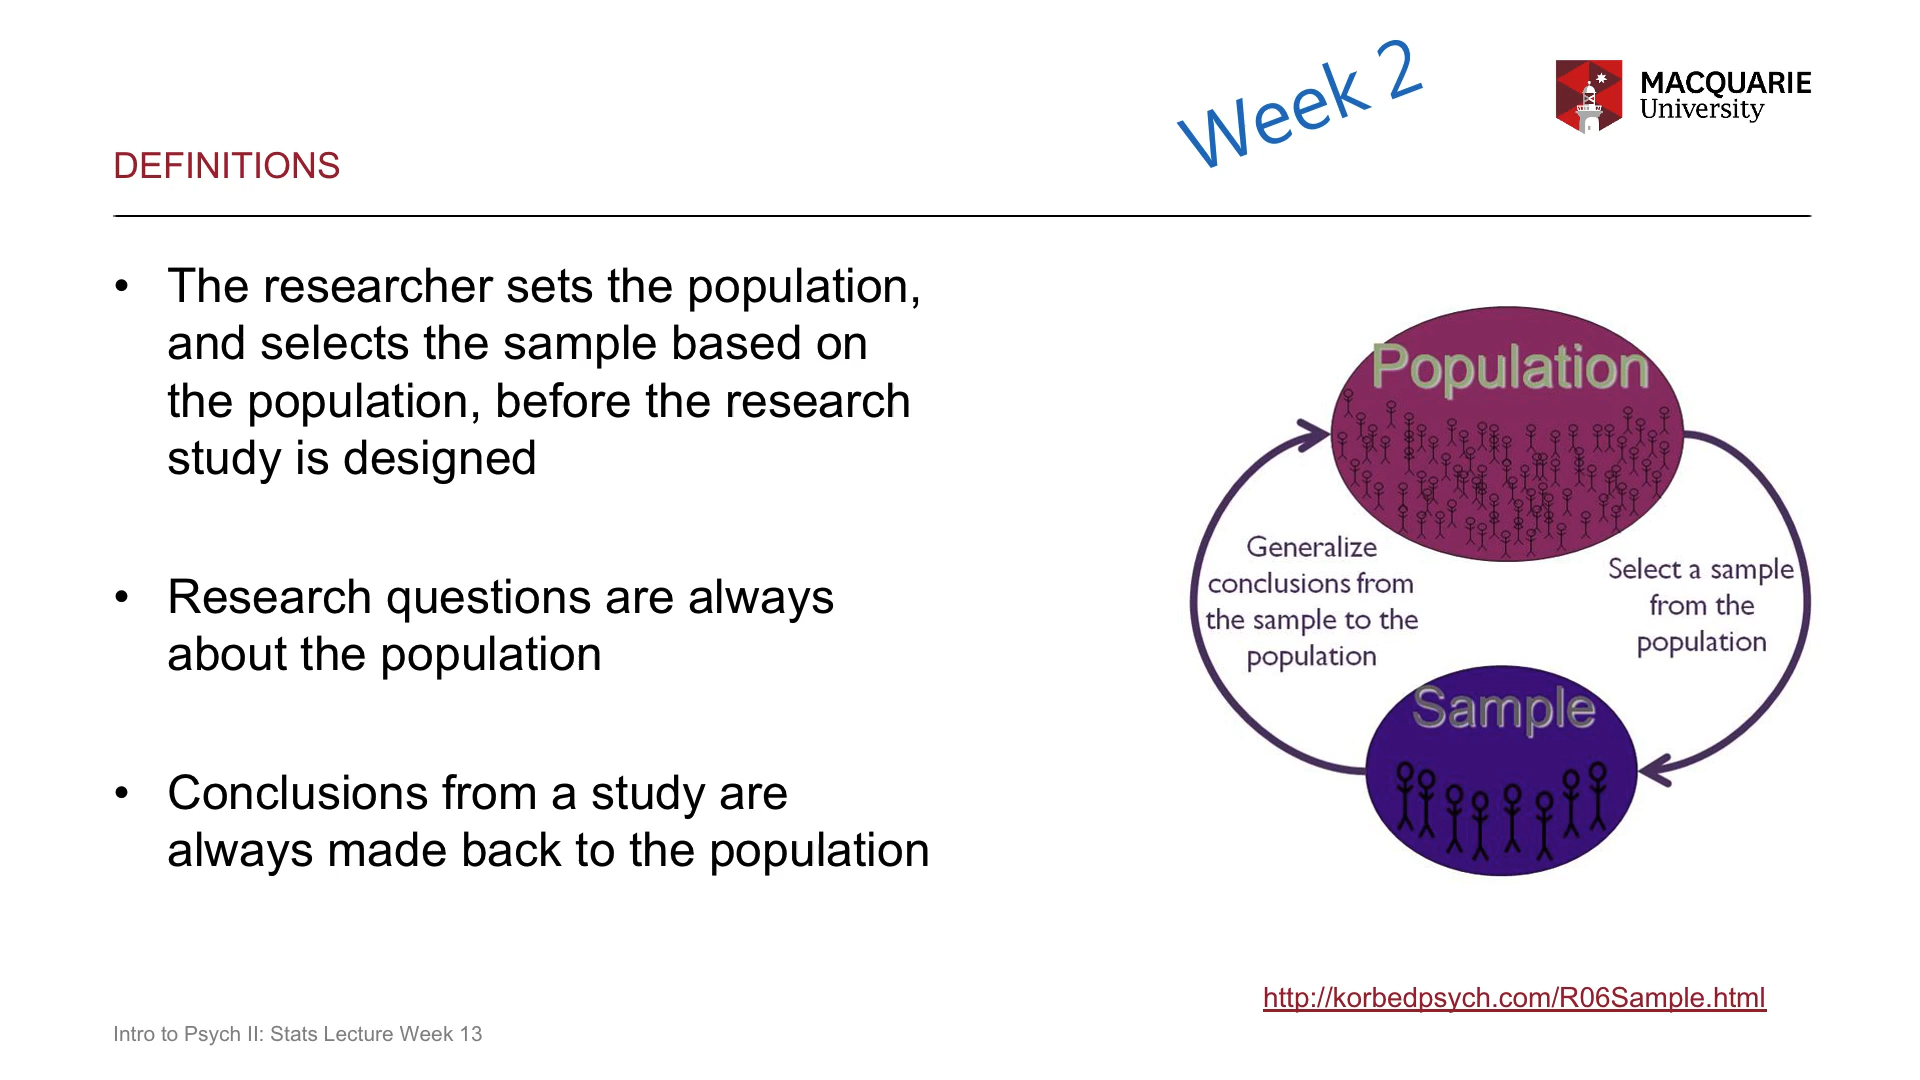 Week 2
MACQUARIE
University
DEFINITIONS
• The researcher sets the population,
and selects the sample based on
the population, before the research
study is designed
• Research questions are always
about the population
• Conclusions from a study are
always made back to the population
Population
Generalize
conclusions from
the sample to the
population
Select a sample
from the
population
Sample
http://korbedpsych.com/R06Sample.html
Intro to Psych II: Stats Lecture Week 13